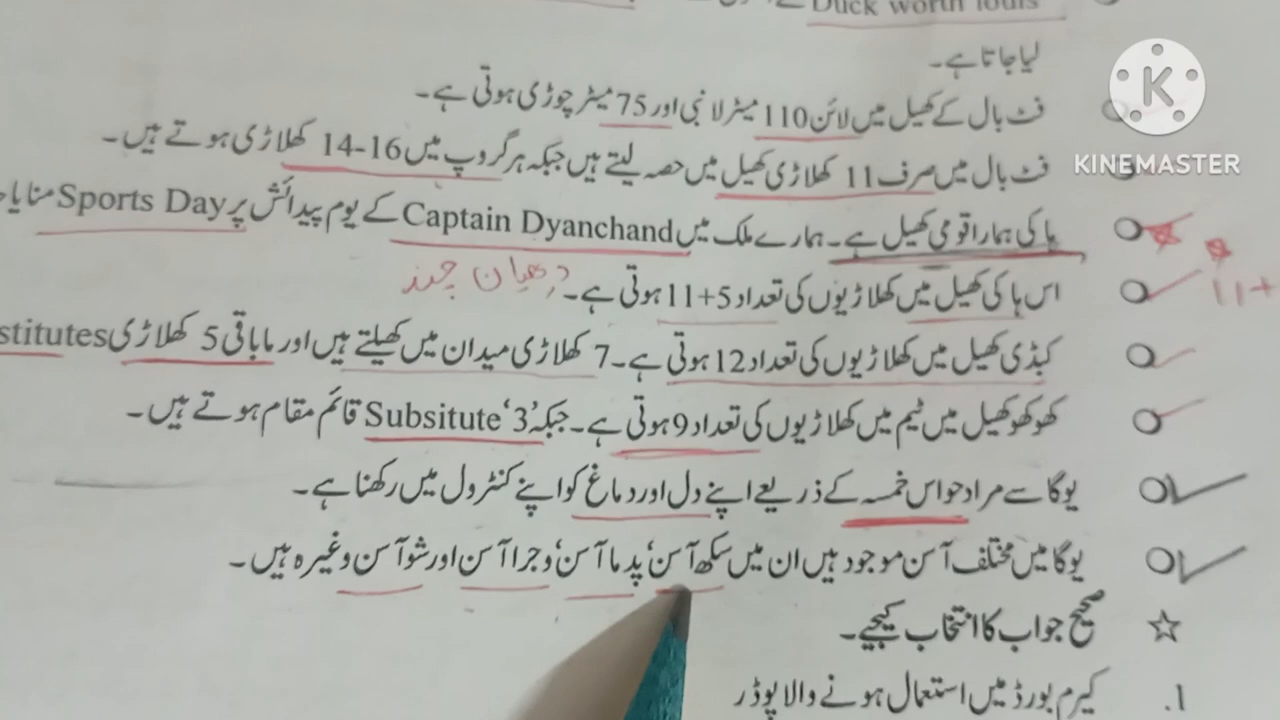 Duck worth louis
لیا جاتا ہے۔
فٹ بال کے کھیل میں لائن 110 میٹر لانبی اور 75 میٹر چوڑی ہوتی ہے۔
فٹ بال میں صرف 11 کھلاڑی کھیل میں حصہ لیتے ہیں جبکہ ہر گروپ میں 16-14 کھلاڑی ہوتے ہیں۔
ہاکی ہمارا قومی کھیل ہے۔ ہمارے ملک میں Captain Dyanchand کے یوم پیدائش پر Sports Day منایا
دھیان چند
اس ہاکی کھیل میں کھلاڑیوں کی تعداد 5+11 ہوتی ہے۔
11+
کبڈی کھیل میں کھلاڑیوں کی تعداد 12 ہوتی ہے۔ 7 کھلاڑی میدان میں کھیلتے ہیں اور ماباقی 5 کھلاڑی stitutes
کھوکھو کھیل میں ٹیم میں کھلاڑیوں کی تعداد 9 ہوتی ہے۔ جبکہ '3' Subsitute قائم مقام ہوتے ہیں۔
یوگا سے مراد حواس خمسہ کے ذریعے اپنے دل اور دماغ کو اپنے کنٹرول میں رکھنا ہے۔
یوگا میں مختلف آسن موجود ہیں ان میں سکھ آسن' پدما آسن' وجرا آسن اور شو آسن وغیرہ ہیں۔
☆ صحیح جواب کا انتخاب کیجیے۔
1. کیرم بورڈ میں استعمال ہونے والا پوڈر
KINEMASTER